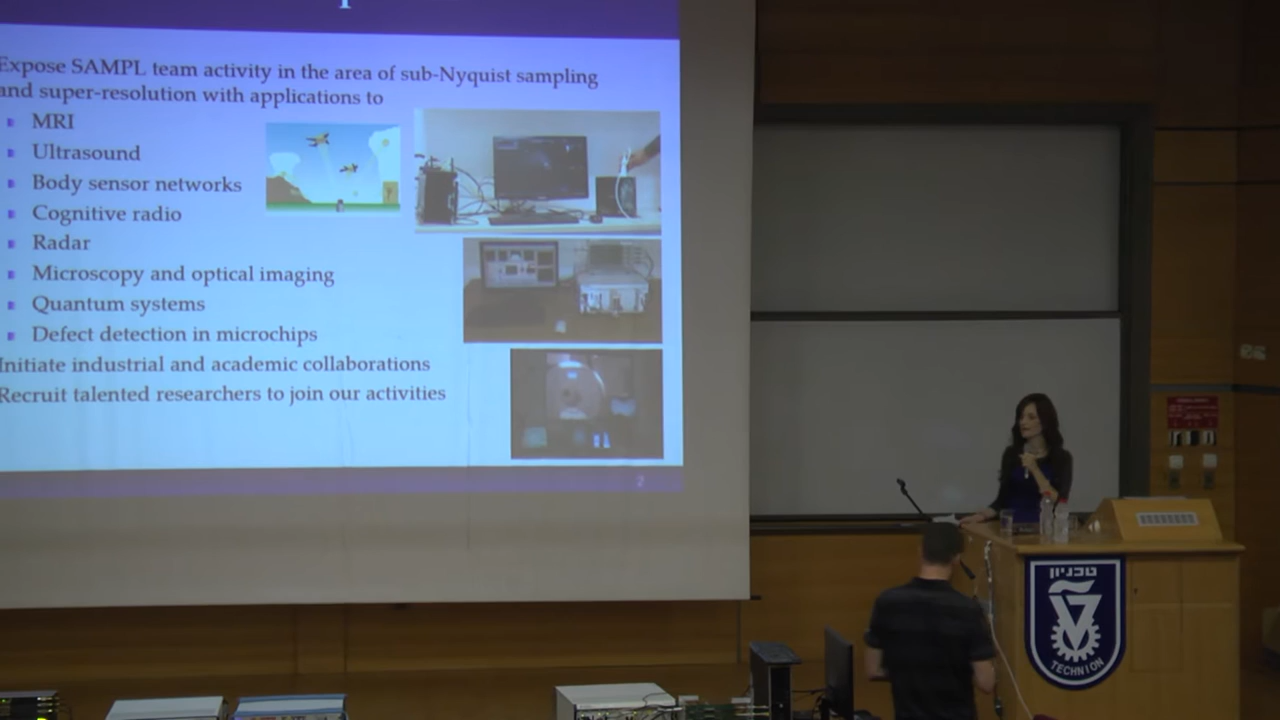 Expose SAMPL team activity in the area of sub-Nyquist sampling
and super-resolution with applications to
MRI
Ultrasound
Body sensor networks
Cognitive radio
Radar
Microscopy and optical imaging
Quantum systems
Defect detection in microchips
Initiate industrial and academic collaborations
Recruit talented researchers to join our activities
2
טכניון
TECHNION